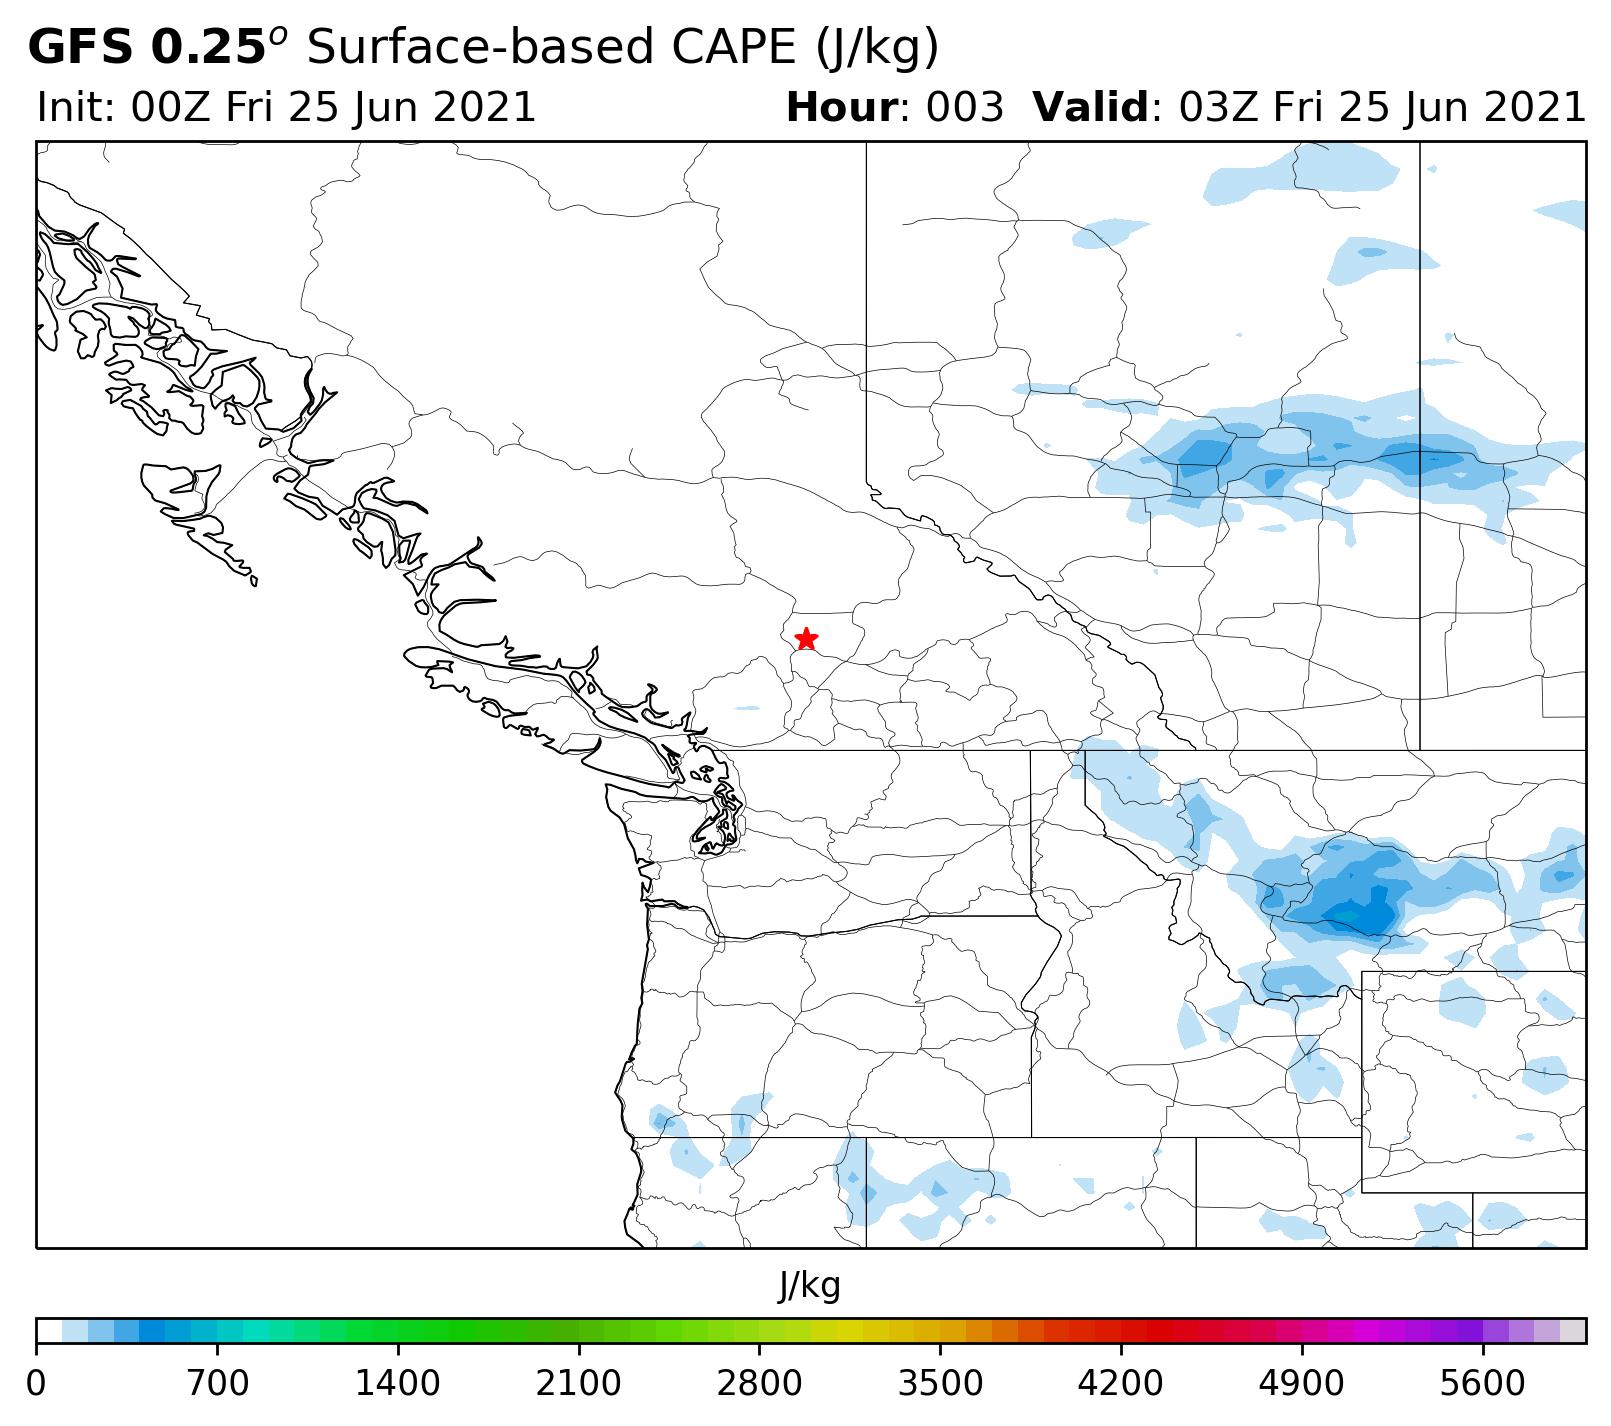 GFS 0.25° Surface-based CAPE (J/kg)
Init: 00Z Fri 25 Jun 2021 Hour: 003 Valid: 03Z Fri 25 Jun 2021
J/kg
0 700 1400 2100 2800 3500 4200 4900 5600